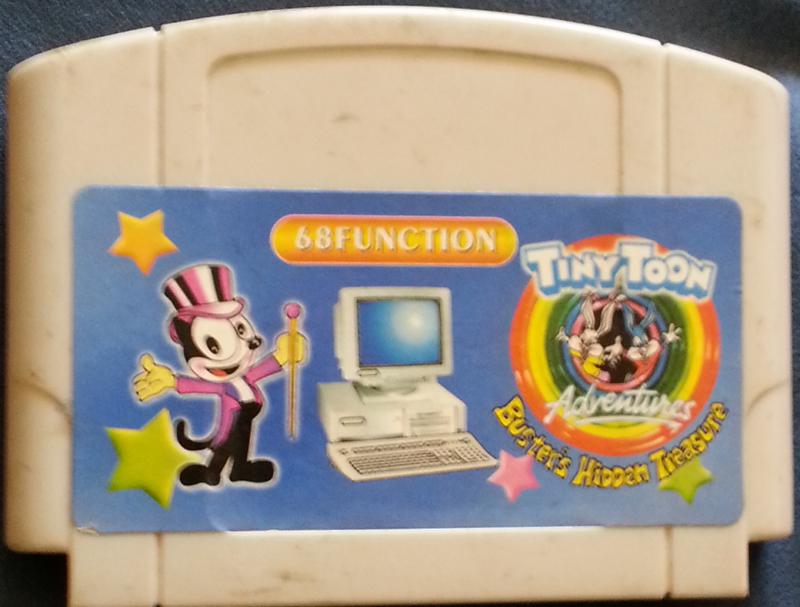 68FUNCTION
TINY TOON
Adventures
BUSTER'S HIDDEN TREASURE